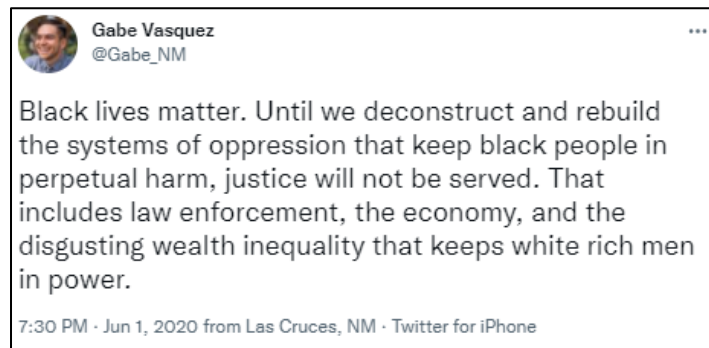 Gabe Vasquez
@Gabe_NM
Black lives matter. Until we deconstruct and rebuild
the systems of oppression that keep black people in
perpetual harm, justice will not be served. That
includes law enforcement, the economy, and the
disgusting wealth inequality that keeps white rich men
in power.
7:30 PM · Jun 1, 2020 from Las Cruces, NM · Twitter for iPhone